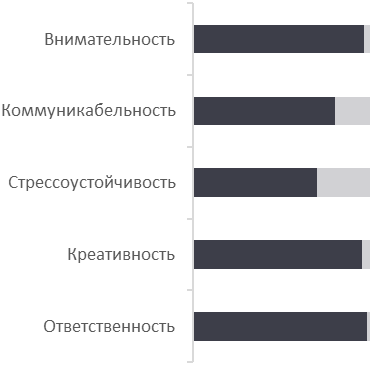 Внимательность
Коммуникабельность
Стрессоустойчивость
Креативность
Ответственность